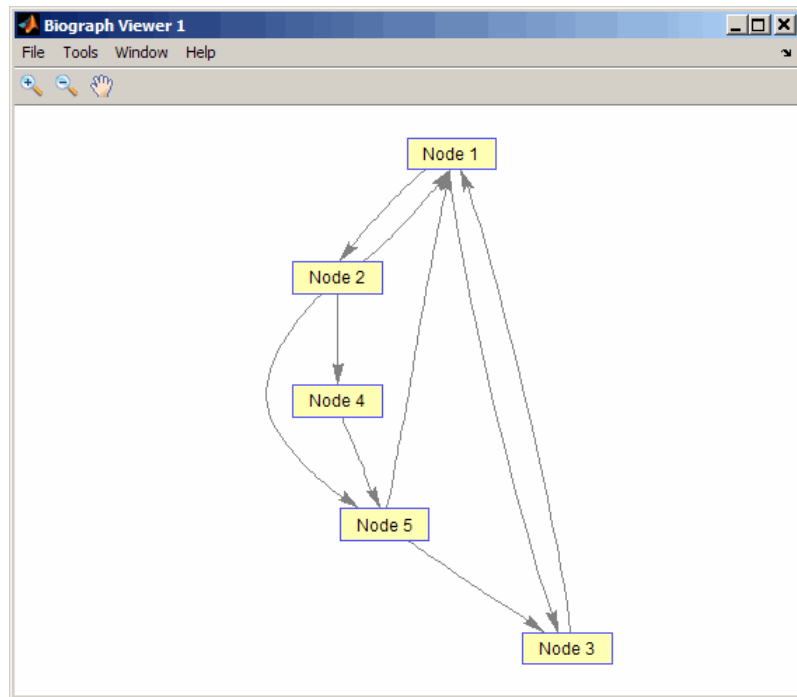 Biograph Viewer 1
File Tools Window Help
Node 1
Node 2
Node 4
Node 5
Node 3